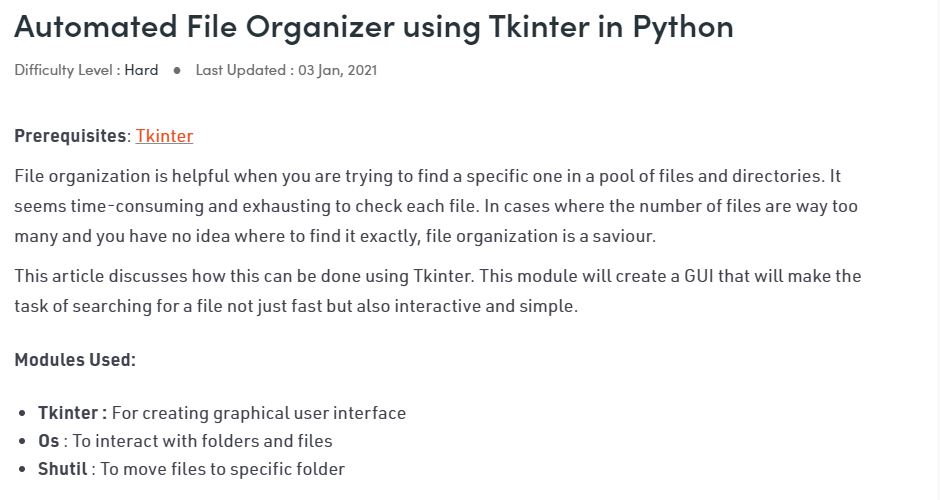 Automated File Organizer using Tkinter in Python
Difficulty Level : Hard ● Last Updated : 03 Jan, 2021
Prerequisites: Tkinter
File organization is helpful when you are trying to find a specific one in a pool of files and directories. It
seems time-consuming and exhausting to check each file. In cases where the number of files are way too
many and you have no idea where to find it exactly, file organization is a saviour.
This article discusses how this can be done using Tkinter. This module will create a GUI that will make the
task of searching for a file not just fast but also interactive and simple.
Modules Used:
• Tkinter : For creating graphical user interface
• Os : To interact with folders and files
• Shutil : To move files to specific folder